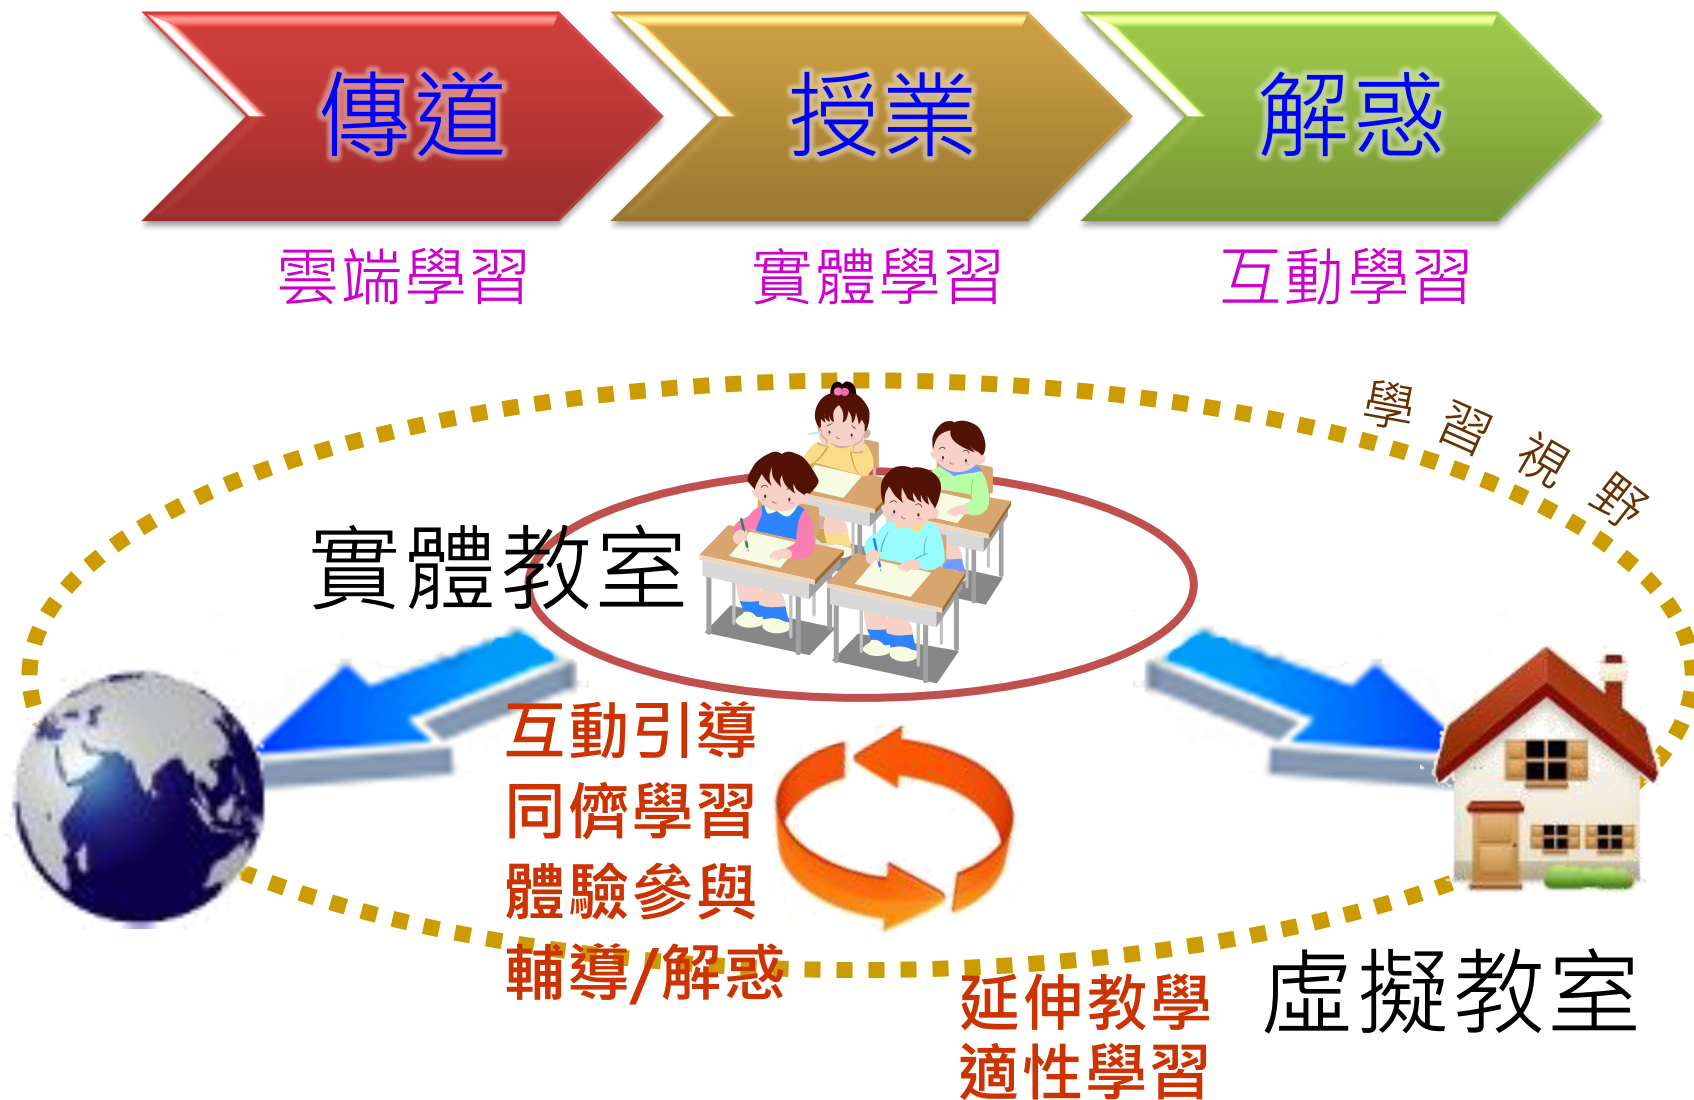 傳道
授業
解惑
雲端學習
實體學習
互動學習
學習視野
實體教室
互動引導
同儕學習
體驗參與
輔導/解惑
延伸教學
適性學習
虛擬教室